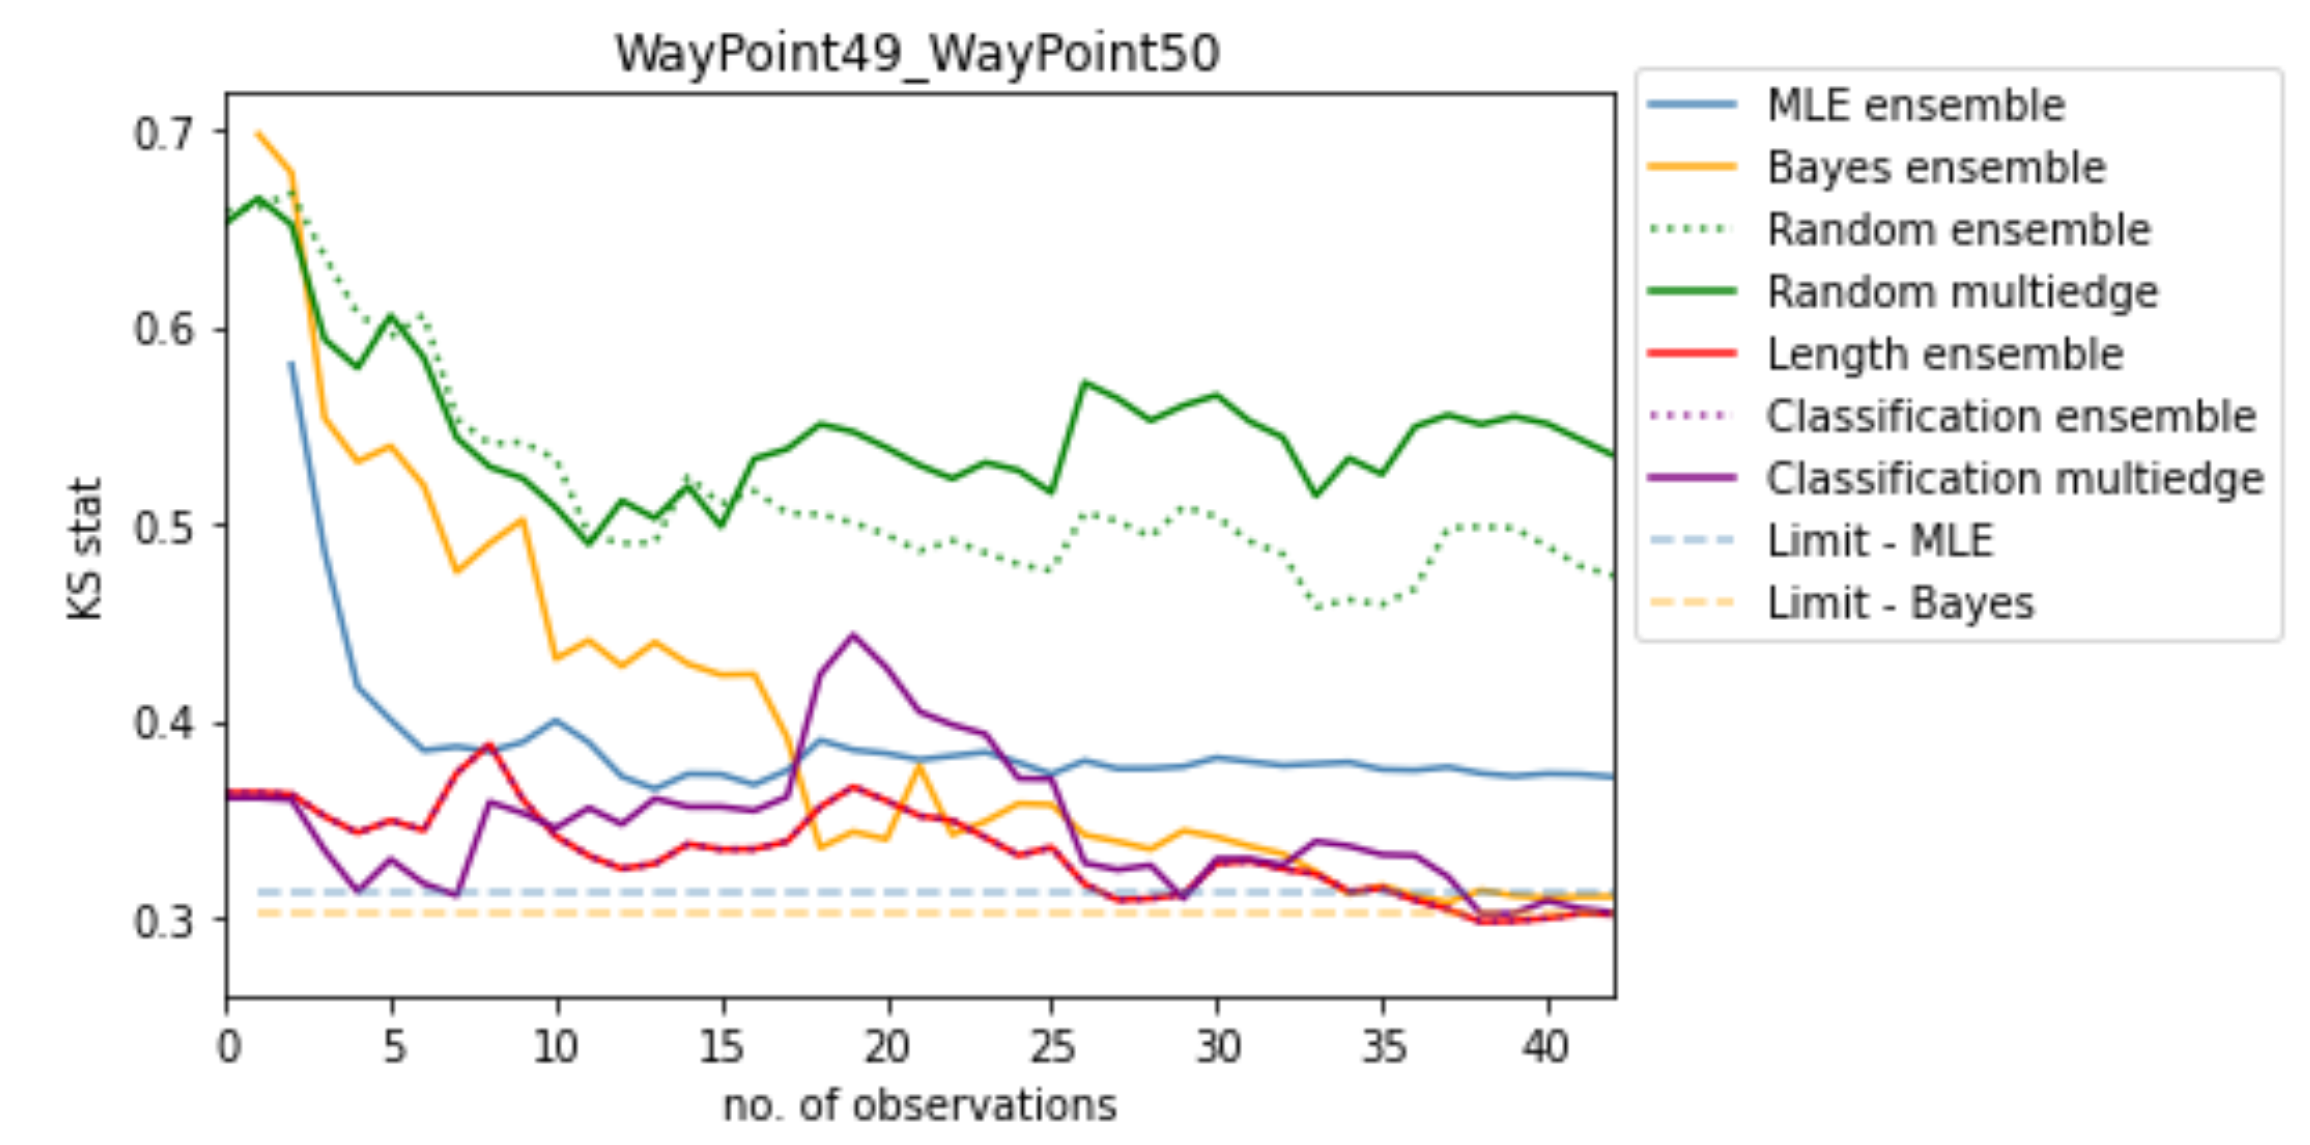 WayPoint49_WayPoint50
KS stat
0.7
0.6
0.5
0.4
0.3
0 5 10 15 20 25 30 35 40
no. of observations
MLE ensemble
Bayes ensemble
Random ensemble
Random multiedge
Length ensemble
Classification ensemble
Classification multiedge
Limit - MLE
Limit - Bayes